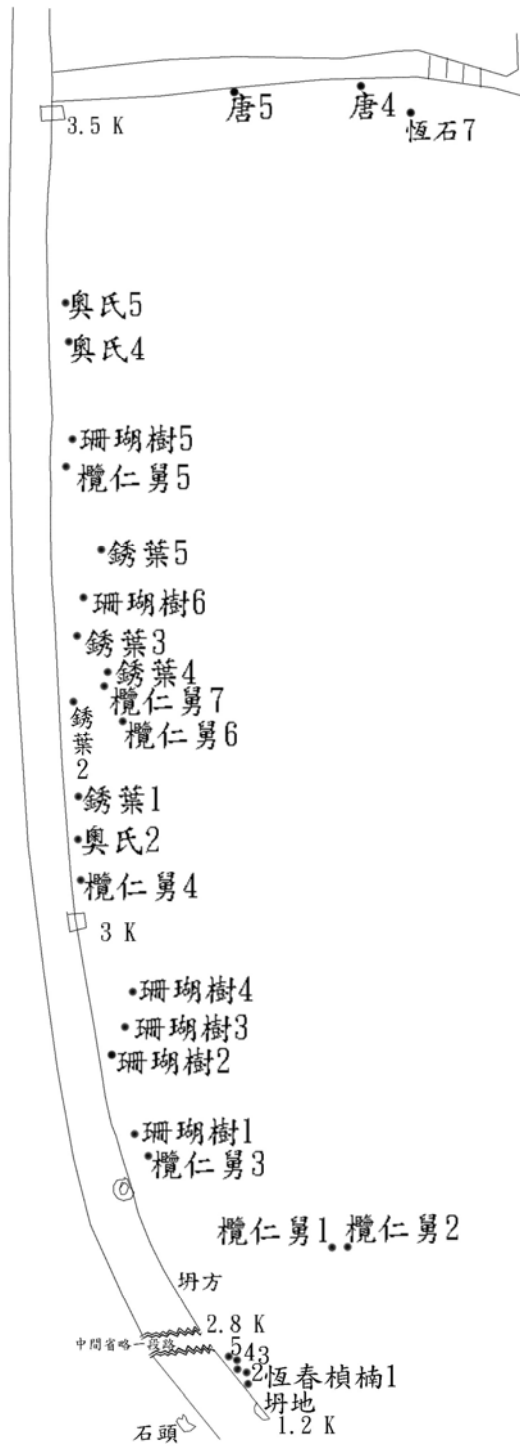 唐5
唐4
恆石7
3.5 K
奧氏5
奧氏4
珊瑚樹5
欖仁舅5
銹葉5
珊瑚樹6
銹葉3
銹葉4
欖仁舅7
銹葉2
欖仁舅6
銹葉1
奧氏2
欖仁舅4
3 K
珊瑚樹4
珊瑚樹3
珊瑚樹2
珊瑚樹1
欖仁舅3
欖仁舅1
欖仁舅2
坍方
2.8 K
中間省略一段路
5
4
3
2
恆春楨楠1
坍地
1.2 K
石頭